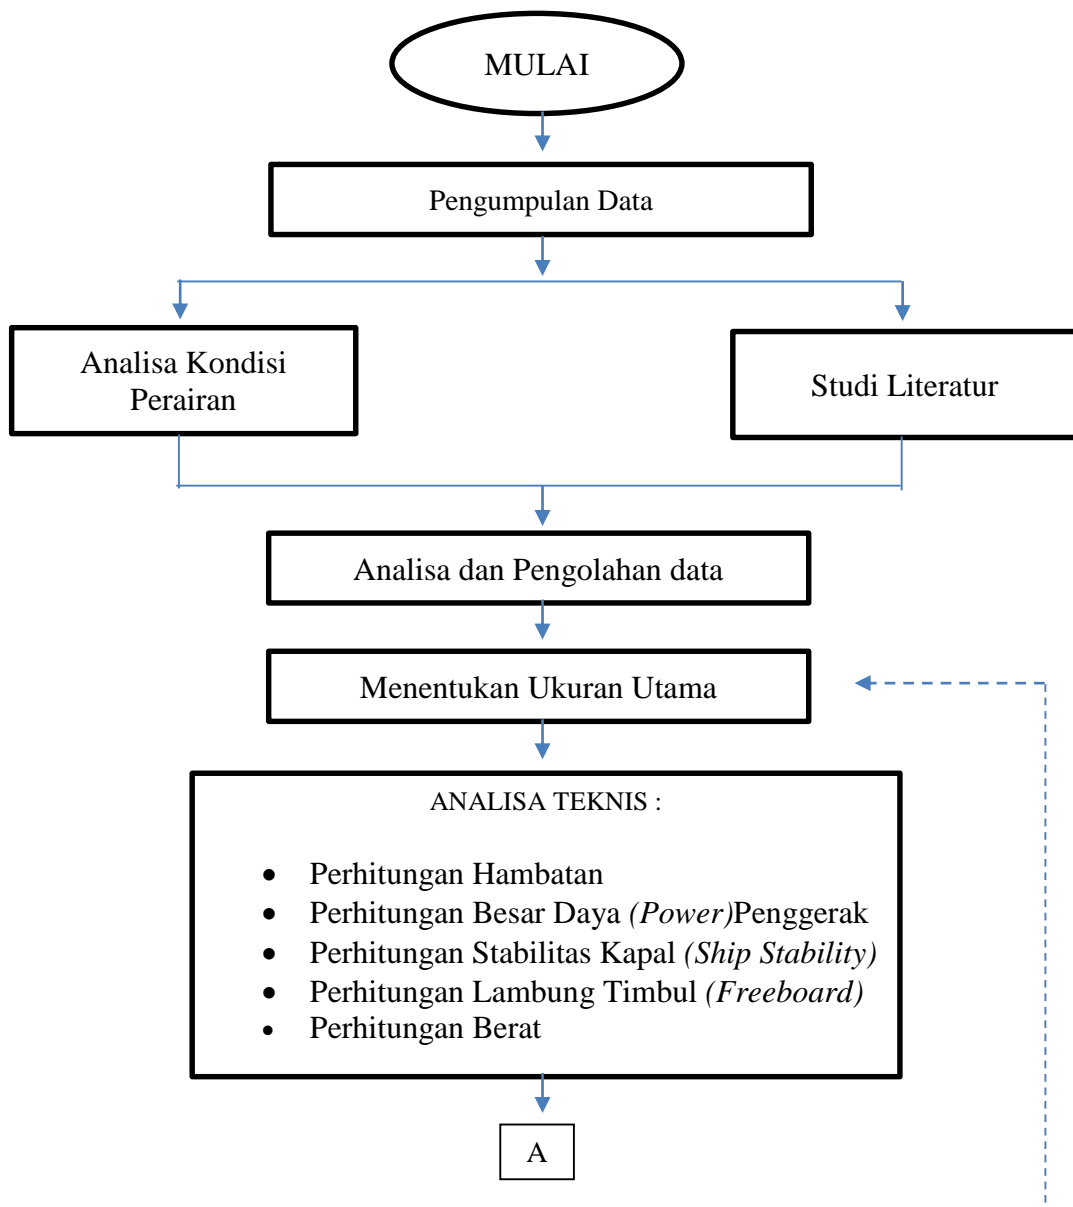 MULAI
Pengumpulan Data
Analisa Kondisi
Perairan
Studi Literatur
Analisa dan Pengolahan data
Menentukan Ukuran Utama
ANALISA TEKNIS :
• Perhitungan Hambatan
• Perhitungan Besar Daya (Power)Penggerak
• Perhitungan Stabilitas Kapal (Ship Stability)
• Perhitungan Lambung Timbul (Freeboard)
• Perhitungan Berat
A